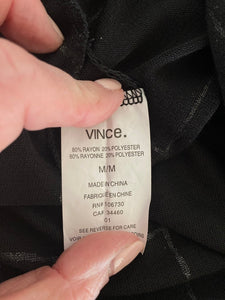 VINCE.
80% RAYON 20% POLYESTER
80% RAYONNE 20% POLYESTER
M/M
MADE IN CHINA
FABRIQUÉ EN CHINE
RN# 106730
CA# 34460
01
SEE REVERSE FOR CARE
VOIR